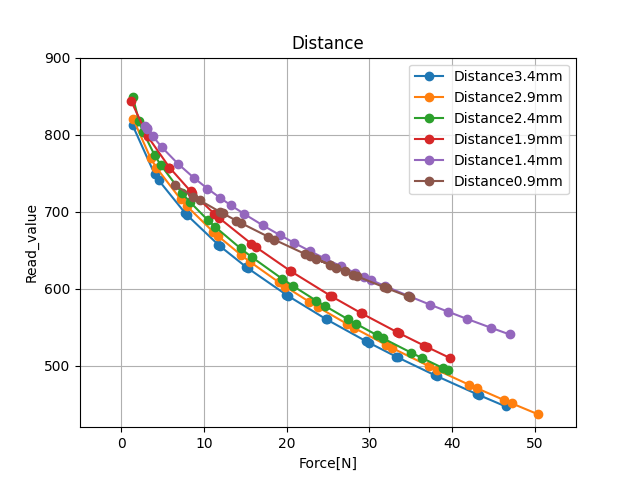 Distance
900
800
700
600
500
Read_value
0
10
20
30
40
50
Force[N]
Distance3.4mm
Distance2.9mm
Distance2.4mm
Distance1.9mm
Distance1.4mm
Distance0.9mm